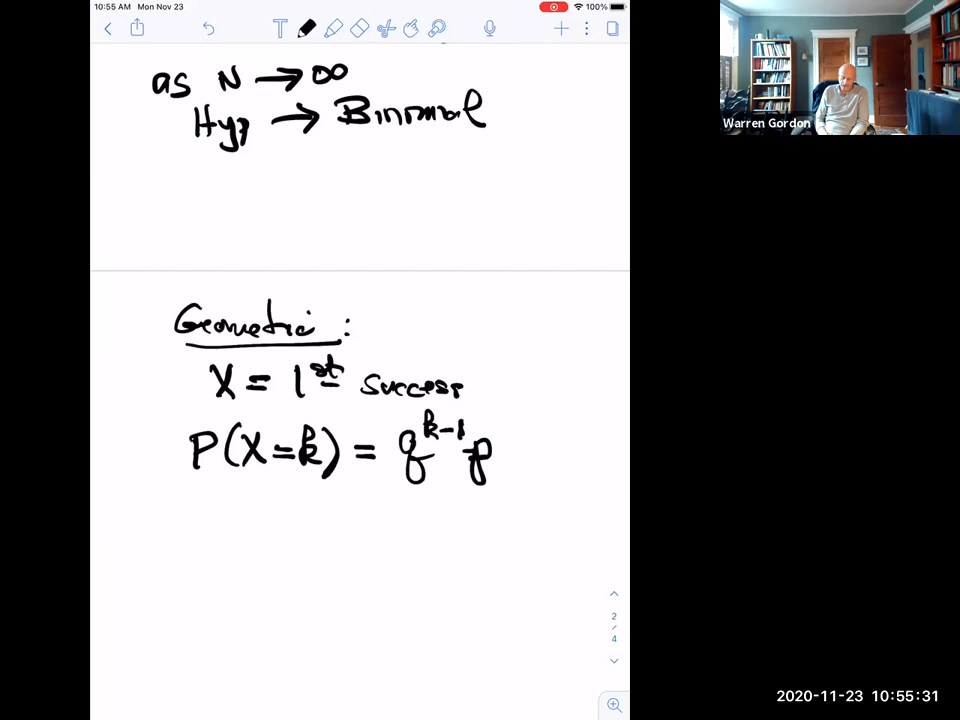 10:55 AM Mon Nov 23
100%
as N → ∞
Hyp → Binomial
Warren Gordon
Geometric:
X = 1st success
P(X=k) = q^{k-1} p
2
/
4
2020-11-23 10:55:31